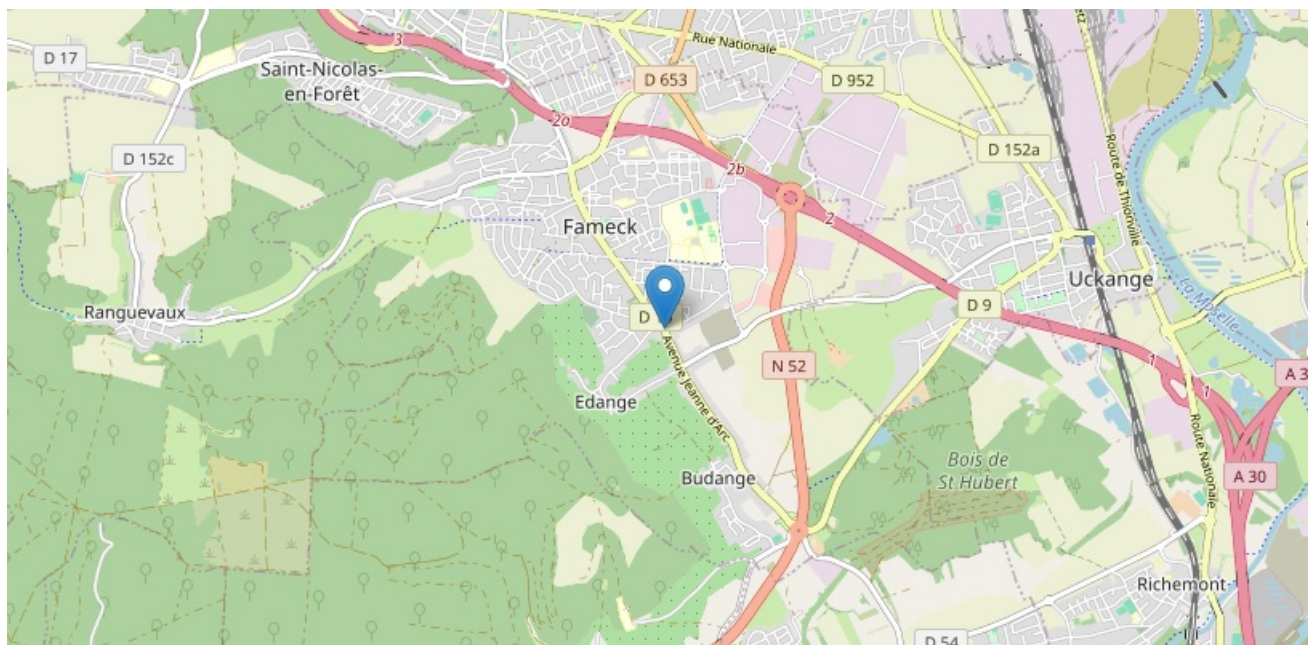 3
Rue Nationale
D 17
Saint-Nicolas-
en-Forêt
D 653
D 952
2a
D 152c
D 152a
2b
Route de Thionville
2
Fameck
Uckange
La Moselle
Ranguevaux
D
D 9
N 52
1
1
A 3
Avenue Jeanne d'Arc
Edange
Route Nationale
Budange
Bois de
St Hubert
A 30
Richemont
D 54